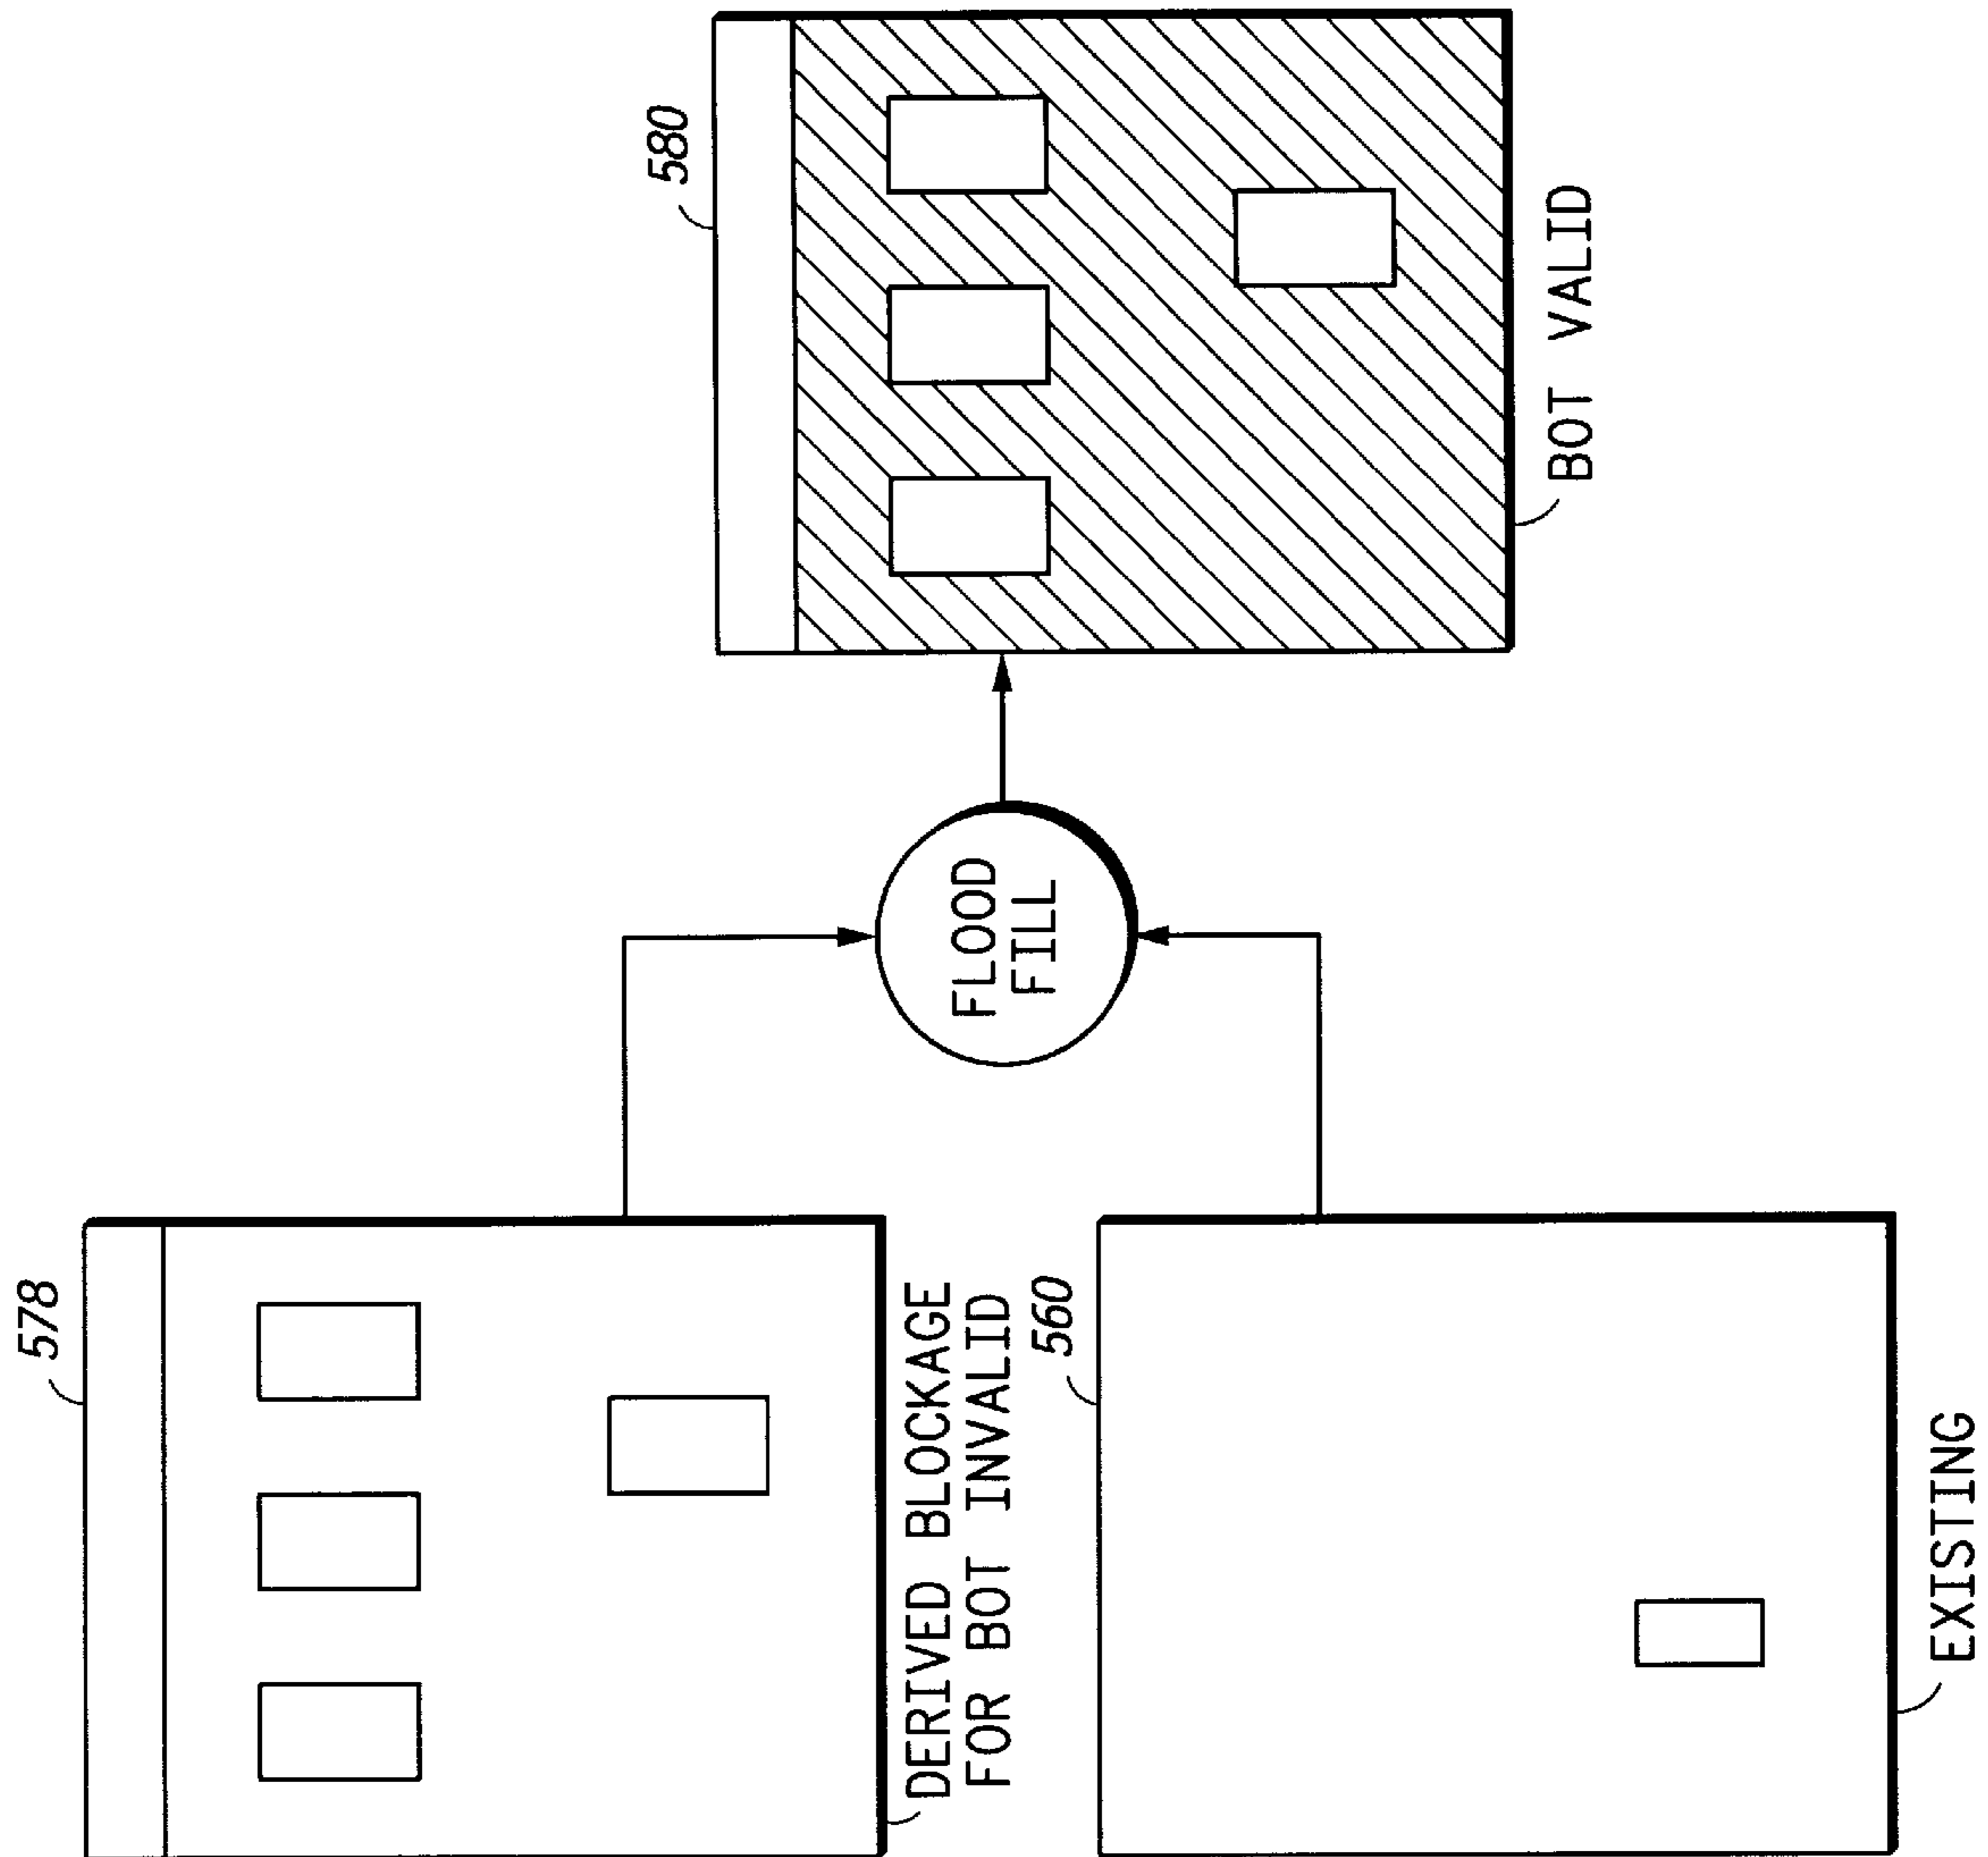 578
DERIVED BLOCKAGE
FOR BOT INVALID
560
EXISTING
FLOOD
FILL
580
BOT VALID